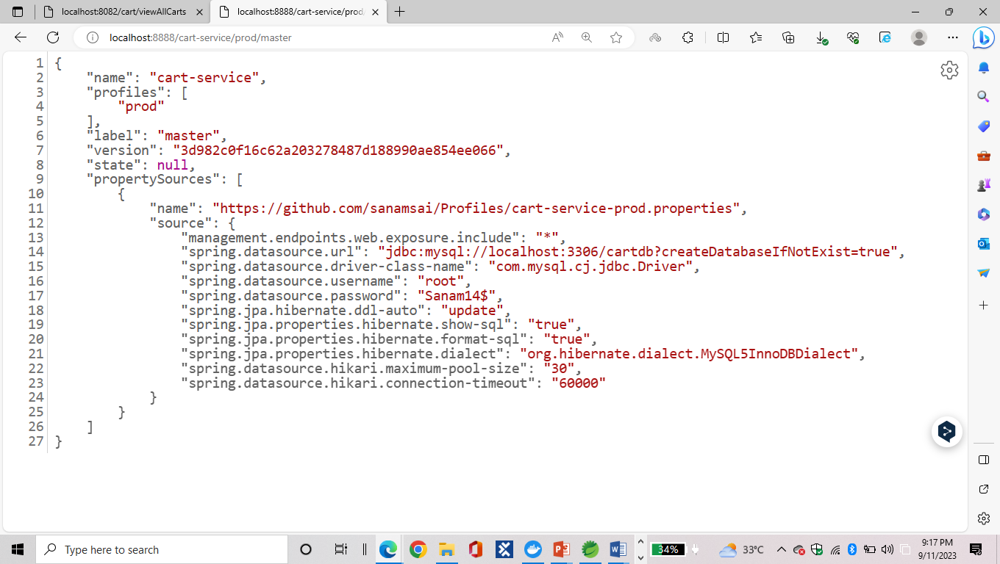 localhost:8082/cart/viewAllCarts
localhost:8888/cart-service/prod/
localhost:8888/cart-service/prod/master
1 {
2 "name": "cart-service",
3 "profiles": [
4 "prod"
5 ],
6 "label": "master",
7 "version": "3d982c0f16c62a203278487d188990ae854ee066",
8 "state": null,
9 "propertySources": [
10 {
11 "name": "https://github.com/sanamsai/Profiles/cart-service-prod.properties",
12 "source": {
13 "management.endpoints.web.exposure.include": "*",
14 "spring.datasource.url": "jdbc:mysql://localhost:3306/cartdb?createDatabaseIfNotExist=true",
15 "spring.datasource.driver-class-name": "com.mysql.cj.jdbc.Driver",
16 "spring.datasource.username": "root",
17 "spring.datasource.password": "Sanam14$",
18 "spring.jpa.hibernate.ddl-auto": "update",
19 "spring.jpa.properties.hibernate.show-sql": "true",
20 "spring.jpa.properties.hibernate.format-sql": "true",
21 "spring.jpa.properties.hibernate.dialect": "org.hibernate.dialect.MySQL5InnoDBDialect",
22 "spring.datasource.hikari.maximum-pool-size": "30",
23 "spring.datasource.hikari.connection-timeout": "60000"
24 }
25 }
26 ]
27 }
Type here to search
34%
33°C
9:17 PM
9/11/2023